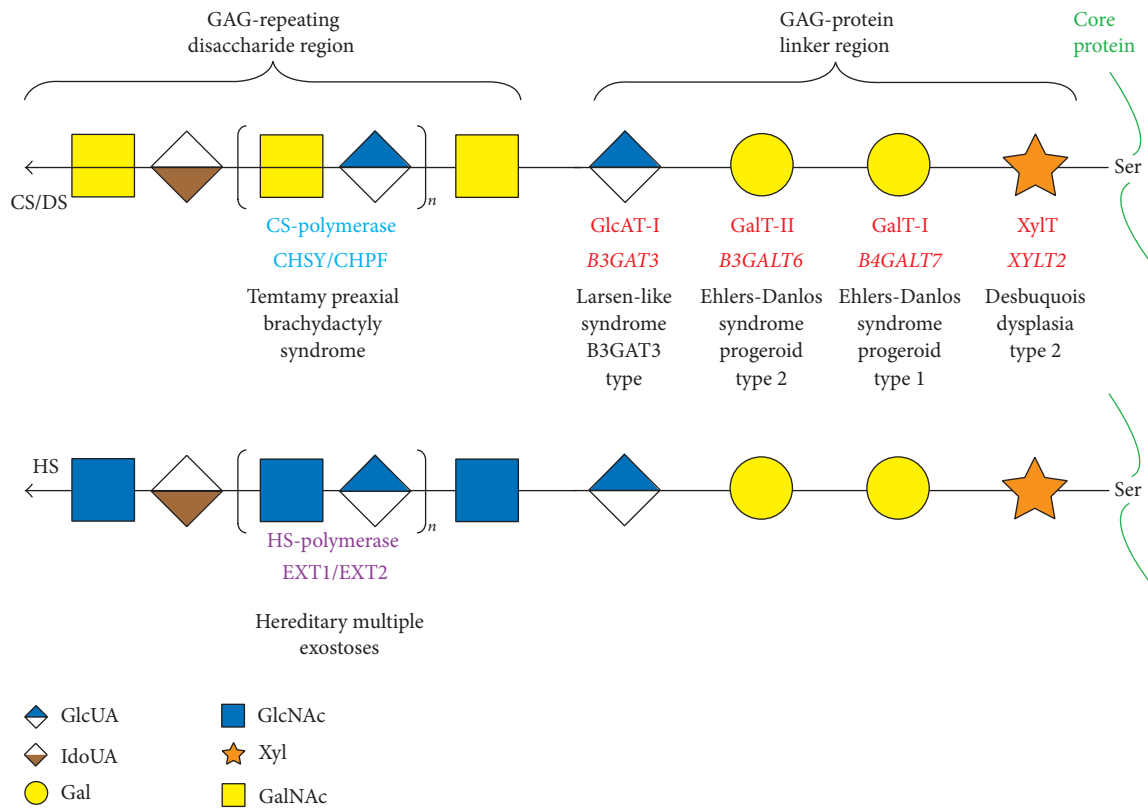 GAG-repeating
disaccharide region
GAG-protein
linker region
Core
protein
CS/DS
n
Ser
CS-polymerase
CHSY/CHPF
Temtamy preaxial
brachydactyly
syndrome
GlcAT-I
B3GAT3
Larsen-like
syndrome
B3GAT3
type
GalT-II
B3GALT6
Ehlers-Danlos
syndrome
progeroid
type 2
GalT-I
B4GALT7
Ehlers-Danlos
syndrome
progeroid
type 1
XylT
XYLT2
Desbuquois
dysplasia
type 2
HS
n
Ser
HS-polymerase
EXT1/EXT2
Hereditary multiple
exostoses
GlcUA
IdoUA
Gal
GlcNAc
Xyl
GalNAc